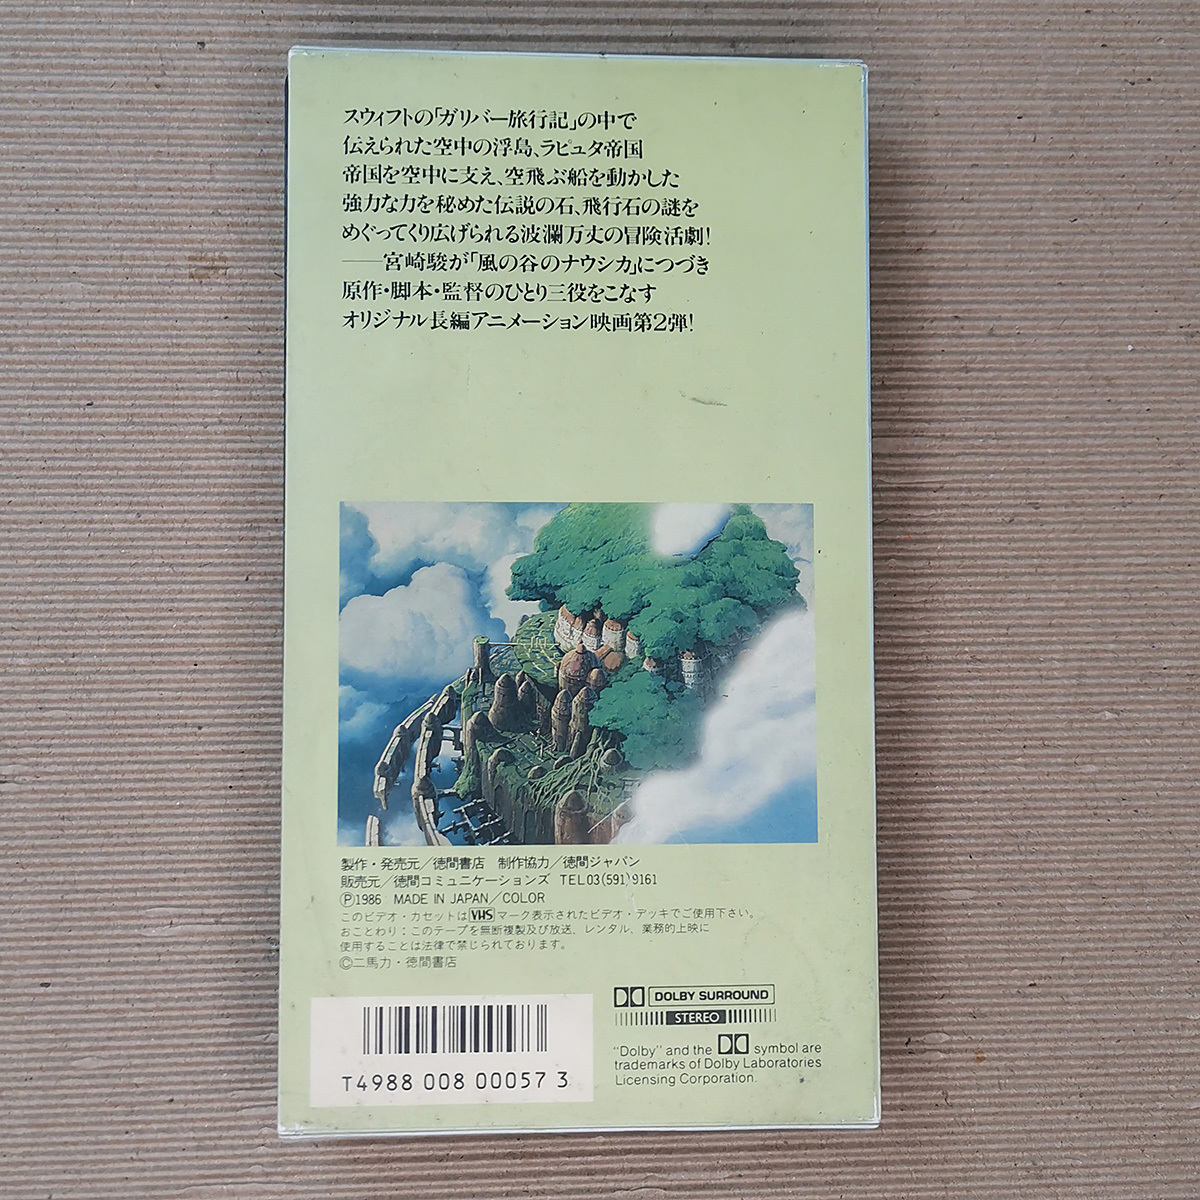 スウィフトの「ガリバー旅行記」の中で
伝えられた空中の浮島、ラピュタ帝国
帝国を空中に支え、空飛ぶ船を動かした
強力な力を秘めた伝説の石、飛行石の謎を
めぐってくり広げられる波瀾万丈の冒険活劇!
——宮崎駿が「風の谷のナウシカ」につづき
原作・脚本・監督のひとり三役をこなす
オリジナル長編アニメーション映画第2弾!
製作・発売元/徳間書店 制作協力/徳間ジャパン
販売元/徳間コミュニケーションズ TEL03(591)9161
Ⓟ1986 MADE IN JAPAN/COLOR
このビデオ・カセットはVHSマーク表示されたビデオ・デッキでご使用下さい。
おことわり:このテープを無断複製及び放送、レンタル、業務的上映に
使用することは法律で禁じられております。
©二馬力・徳間書店
DOLBY SURROUND
STEREO
"Dolby" and the symbol are
trademarks of Dolby Laboratories
Licensing Corporation.
T4988 008 00057 3